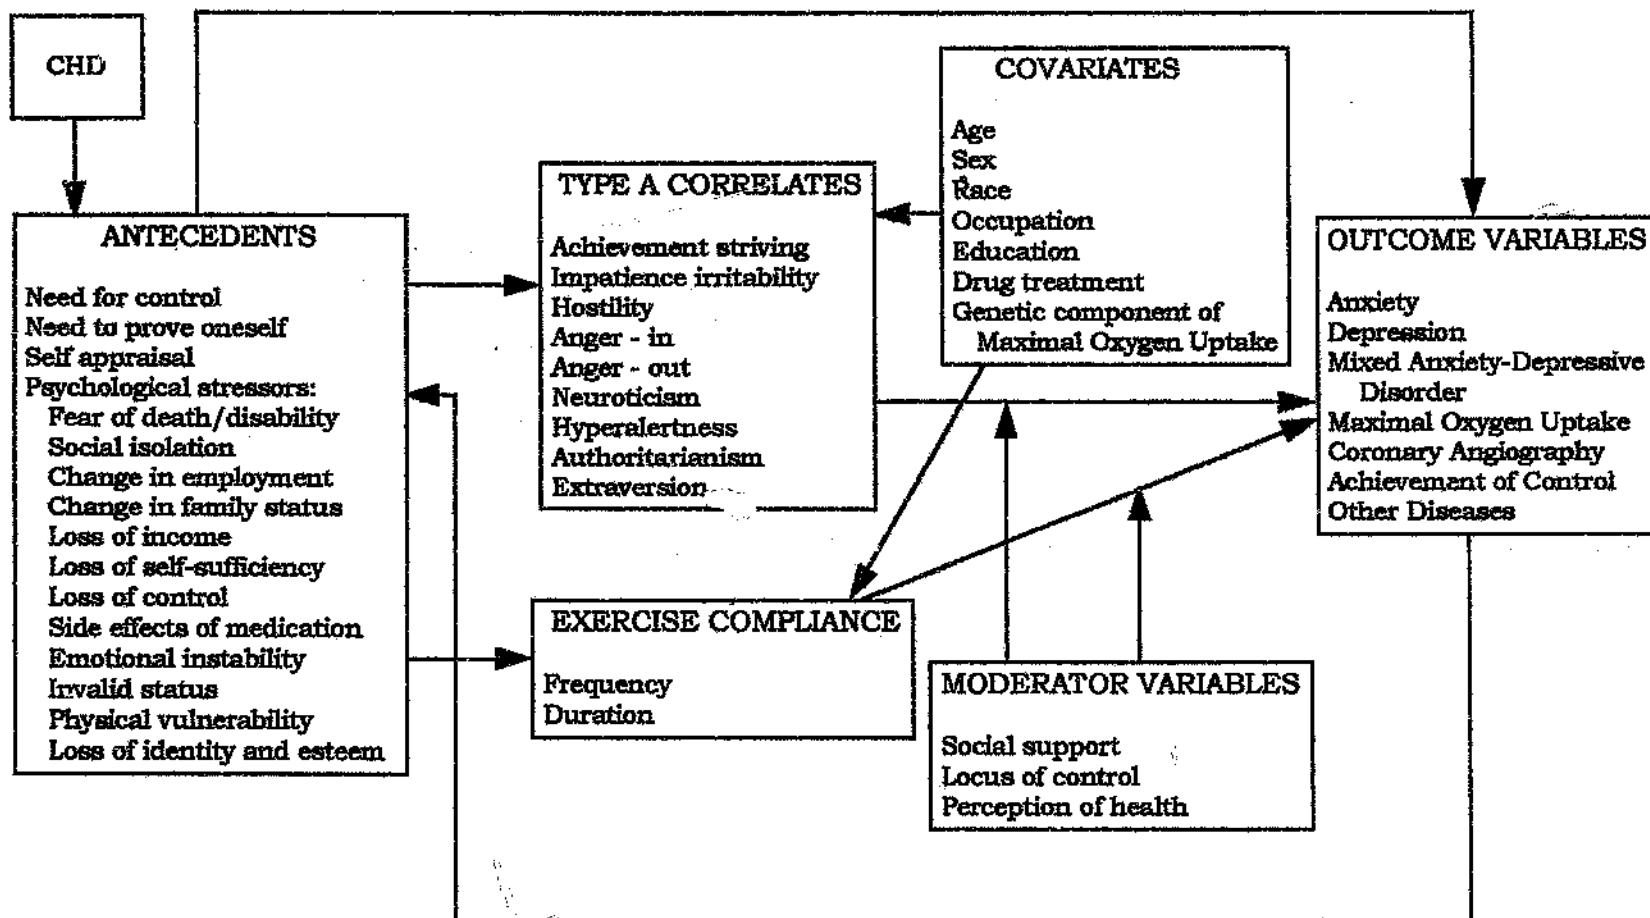 CHD
ANTECEDENTS
Need for control
Need to prove oneself
Self appraisal
Psychological stressors:
Fear of death/disability
Social isolation
Change in employment
Change in family status
Loss of income
Loss of self-sufficiency
Loss of control
Side effects of medication
Emotional instability
Invalid status
Physical vulnerability
Loss of identity and esteem
TYPE A CORRELATES
Achievement striving
Impatience irritability
Hostility
Anger - in
Anger - out
Neuroticism
Hyperalertness
Authoritarianism
Extraversion
EXERCISE COMPLIANCE
Frequency
Duration
COVARIATES
Age
Sex
Race
Occupation
Education
Drug treatment
Genetic component of
Maximal Oxygen Uptake
MODERATOR VARIABLES
Social support
Locus of control
Perception of health
OUTCOME VARIABLES
Anxiety
Depression
Mixed Anxiety-Depressive
Disorder
Maximal Oxygen Uptake
Coronary Angiography
Achievement of Control
Other Diseases